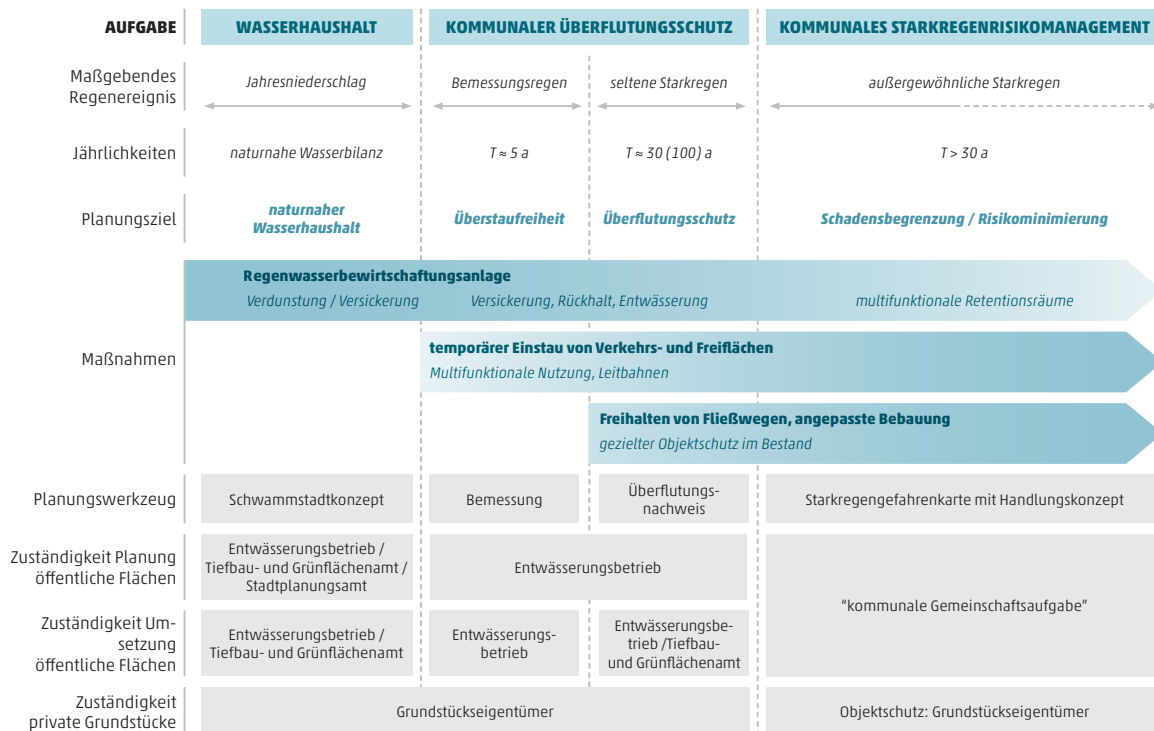 AUFGABE
WASSERHAUSHALT
KOMMUNALER ÜBERFLUTUNGSSCHUTZ
KOMMUNALES STARKREGENRISIKOMANAGEMENT
Maßgebendes
Regenereignis
Jahresniederschlag
Bemessungsregen
seltene Starkregen
außergewöhnliche Starkregen
Jährlichkeiten
naturnahe Wasserbilanz
T ≈ 5 a
T ≈ 30 (100) a
T > 30 a
Planungsziel
naturnaher
Wasserhaushalt
Überstaufreiheit
Überflutungsschutz
Schadensbegrenzung / Risikominimierung
Maßnahmen
Regenwasserbewirtschaftungsanlage
Verdunstung / Versickerung
Versickerung, Rückhalt, Entwässerung
multifunktionale Retentionsräume
temporärer Einstau von Verkehrs- und Freiflächen
Multifunktionale Nutzung, Leitbahnen
Freihalten von Fließwegen, angepasste Bebauung
gezielter Objektschutz im Bestand
Planungswerkzeug
Schwammstadtkonzept
Bemessung
Überflutungs-
nachweis
Starkregengefahrenkarte mit Handlungskonzept
Zuständigkeit Planung
öffentliche Flächen
Entwässerungsbetrieb /
Tiefbau- und Grünflächenamt /
Stadtplanungsamt
Entwässerungsbetrieb
“kommunale Gemeinschaftsaufgabe”
Zuständigkeit Um-
setzung
öffentliche Flächen
Entwässerungsbetrieb /
Tiefbau- und Grünflächenamt
Entwässerungs-
betrieb
Entwässerungsbe-
trieb /Tiefbau-
und Grünflächenamt
Zuständigkeit
private Grundstücke
Grundstückseigentümer
Objektschutz: Grundstückseigentümer